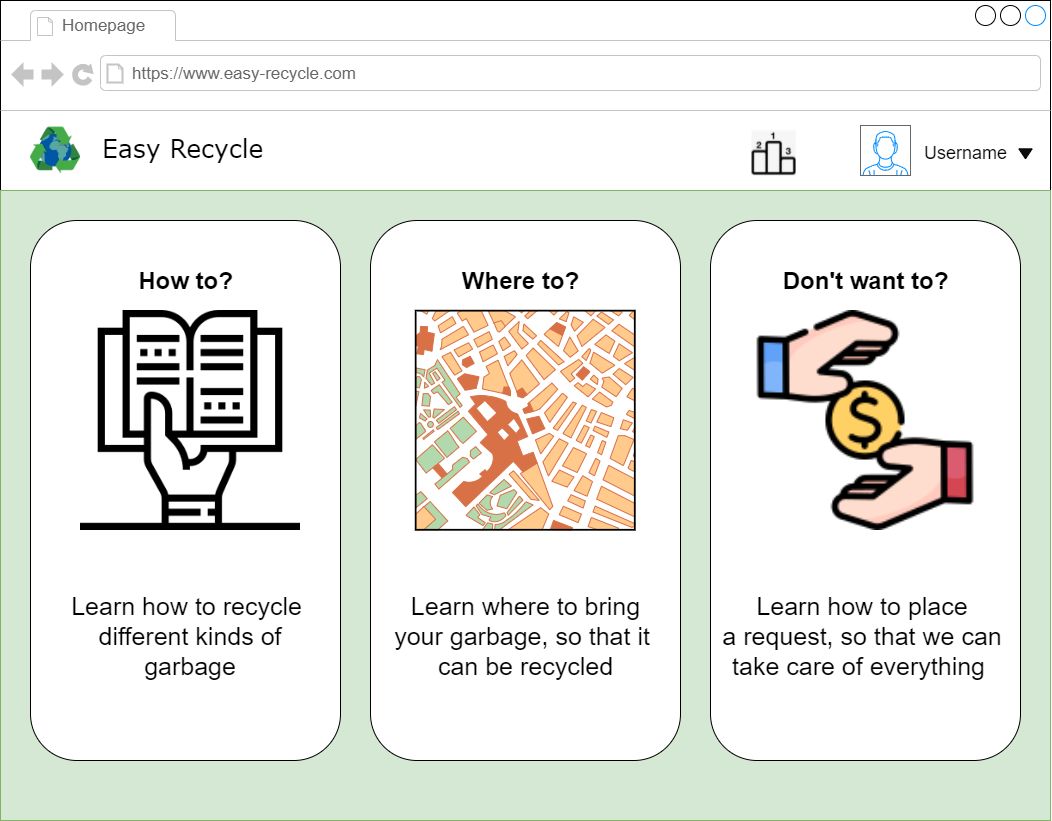 Homepage
https://www.easy-recycle.com
Easy Recycle
1
2
3
Username
How to?
Where to?
Don't want to?
$
Learn how to recycle
different kinds of
garbage
Learn where to bring
your garbage, so that it
can be recycled
Learn how to place
a request, so that we can
take care of everything